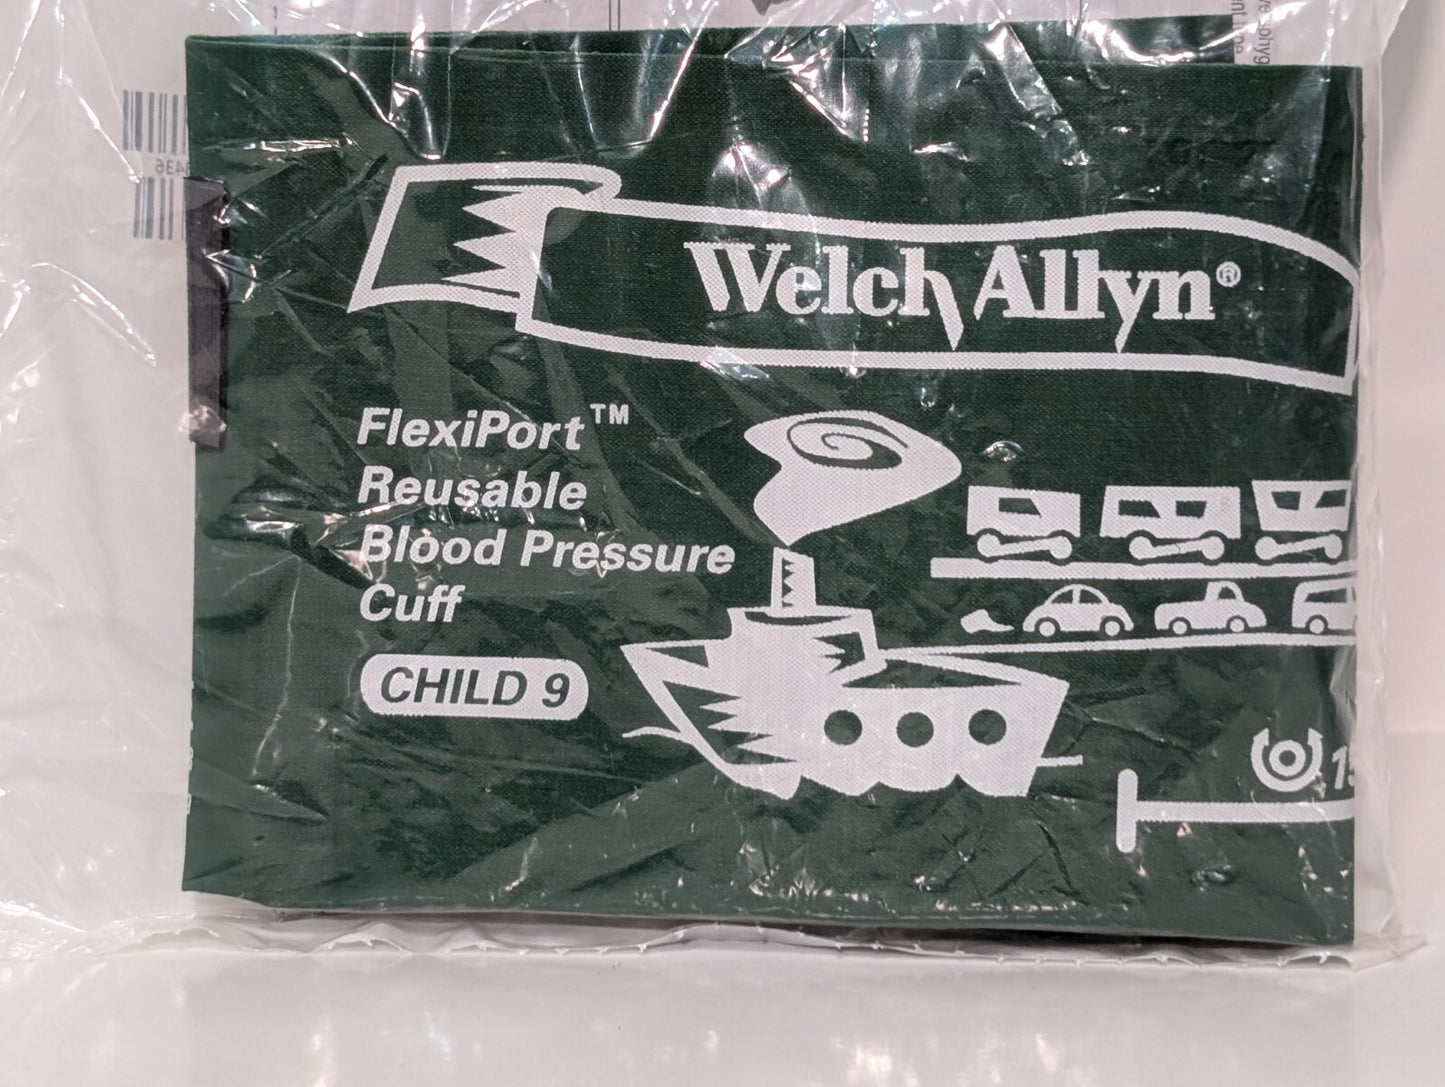 Welch Allyn®
FlexiPort™
Reusable
Blood Pressure
Cuff
CHILD 9